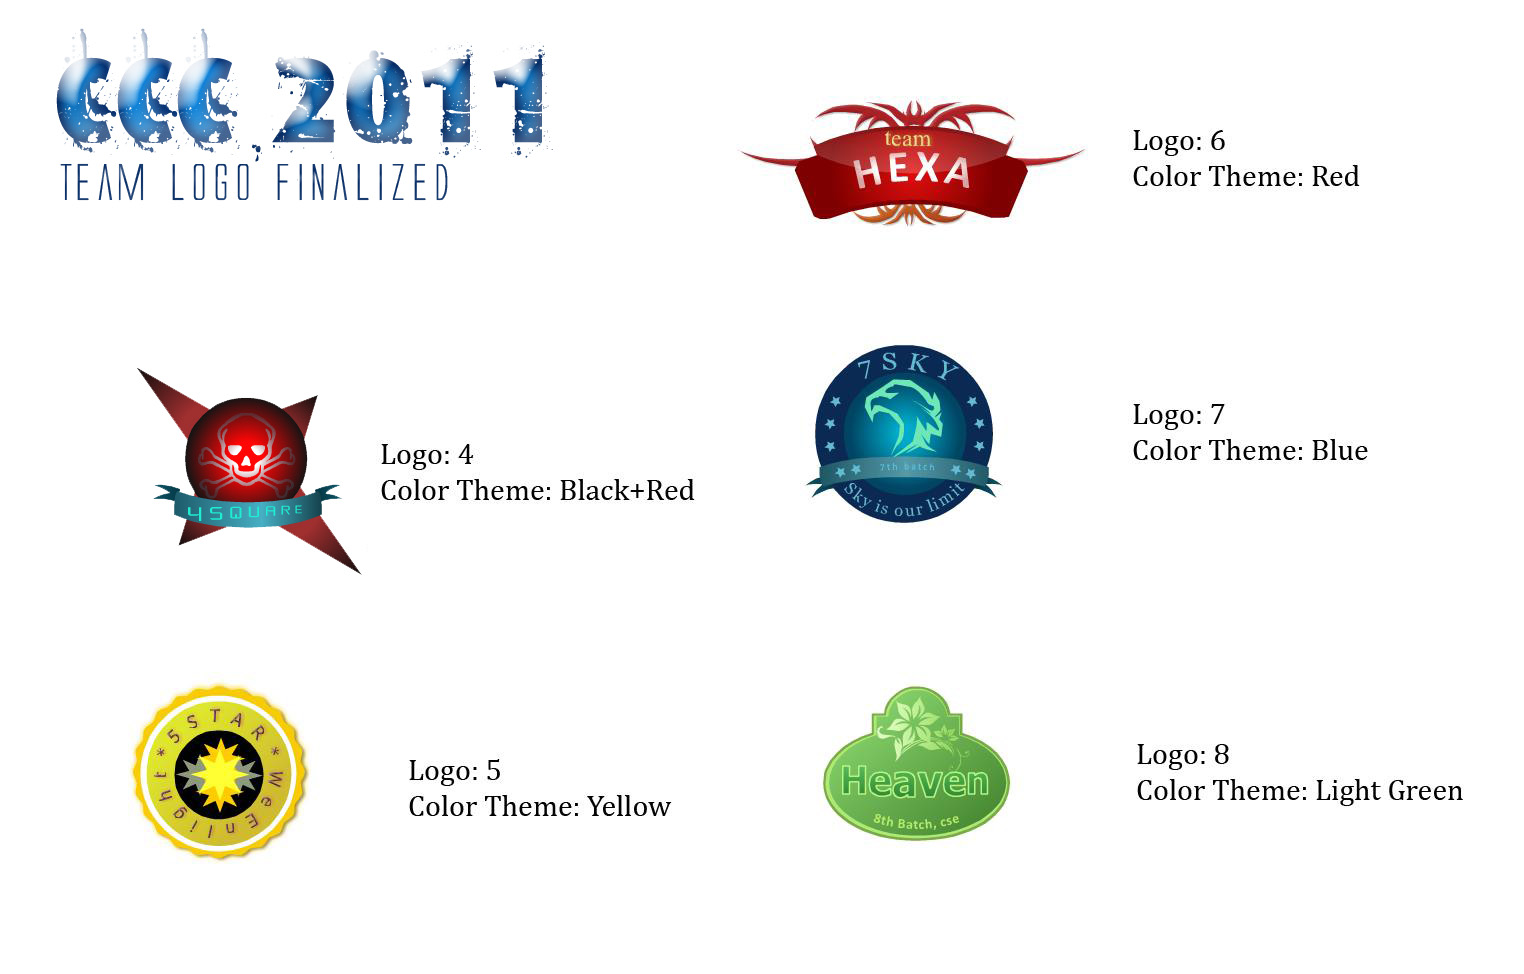 CCC 2011
TEAM LOGO FINALIZED
team
HEXA
Logo: 6
Color Theme: Red
4SQUARE
Logo: 4
Color Theme: Black+Red
7SKY
7th batch
Sky is our limit
Logo: 7
Color Theme: Blue
* 5STAR *
We Enlight
Logo: 5
Color Theme: Yellow
Heaven
8th Batch, cse
Logo: 8
Color Theme: Light Green